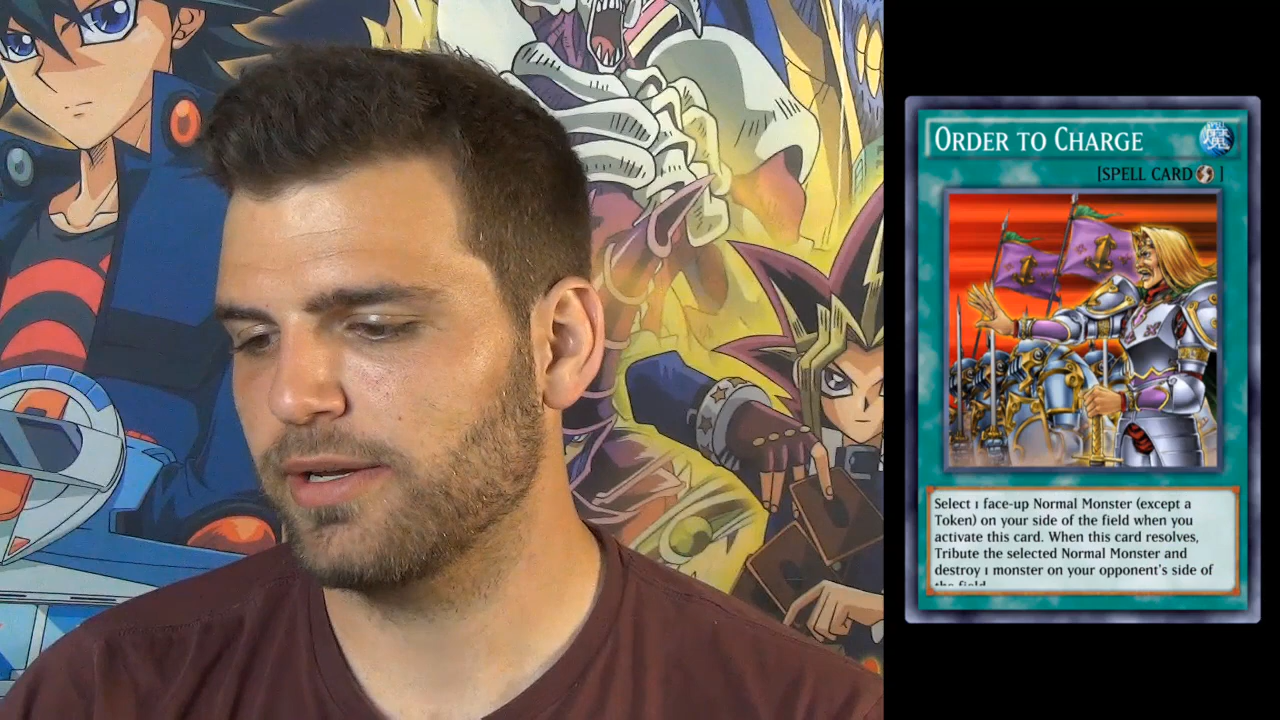 ORDER TO CHARGE
[SPELL CARD ]
Select 1 face-up Normal Monster (except a
Token) on your side of the field when you
activate this card. When this card resolves,
Tribute the selected Normal Monster and
destroy 1 monster on your opponent's side of
the field